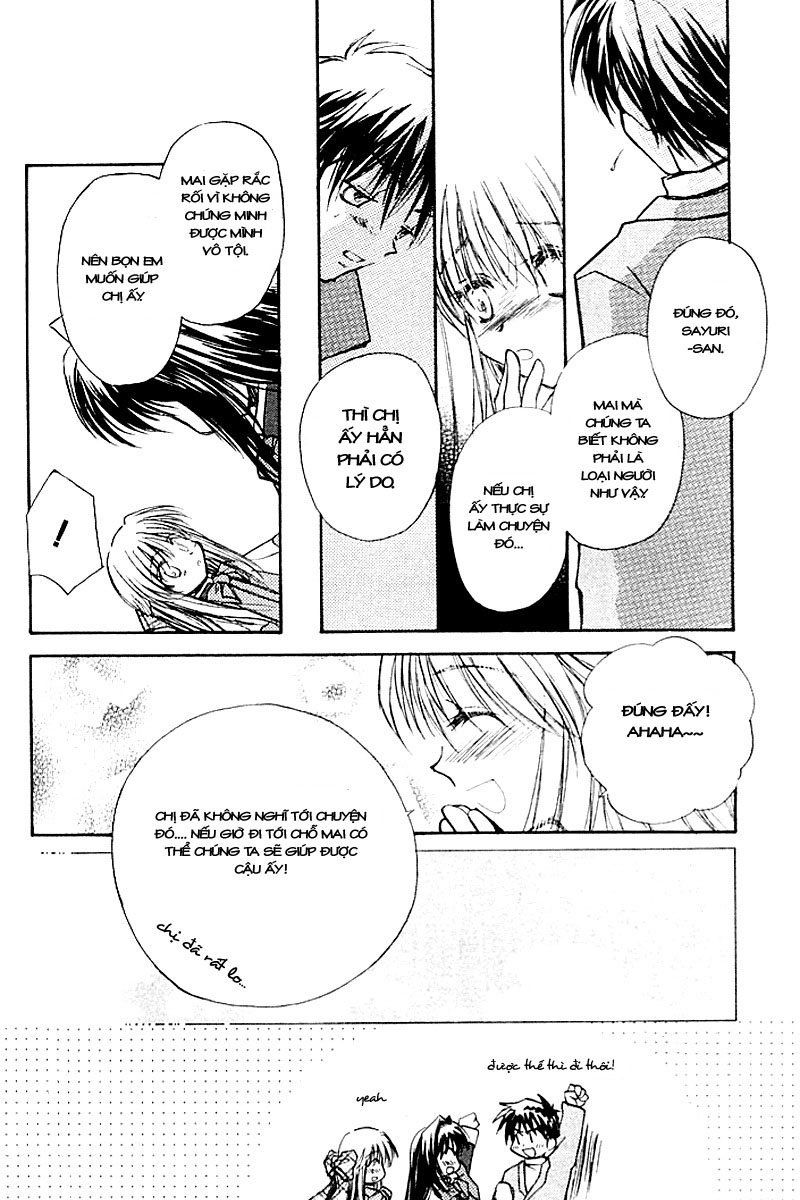 ĐÚNG ĐÓ,
SAYURI
-SAN.
MAI MÀ
CHÚNG TA
BIẾT KHÔNG
PHẢI LÀ
LOẠI NGƯỜI
NHƯ VẬY.
NẾU CHỊ
ẤY THỰC SỰ
LÀM CHUYỆN
ĐÓ...
THÌ CHỊ
ẤY HẲN
PHẢI CÓ
LÝ DO.
MAI GẶP RẮC
RỐI VÌ KHÔNG
CHỨNG MINH
ĐƯỢC MÌNH
VÔ TỘI.
NÊN BỌN EM
MUỐN GIÚP
CHỊ ẤY.
!
ĐÚNG ĐẤY!
AHAHA~~
CHỊ ĐÃ KHÔNG NGHĨ TỚI CHUYỆN
ĐÓ.... NẾU GIỜ ĐI TỚI CHỖ MAI CÓ
THỂ CHÚNG TA SẼ GIÚP ĐƯỢC
CẬU ẤY!
chị đã rất lo...
được thế thì đi thôi!
yeah